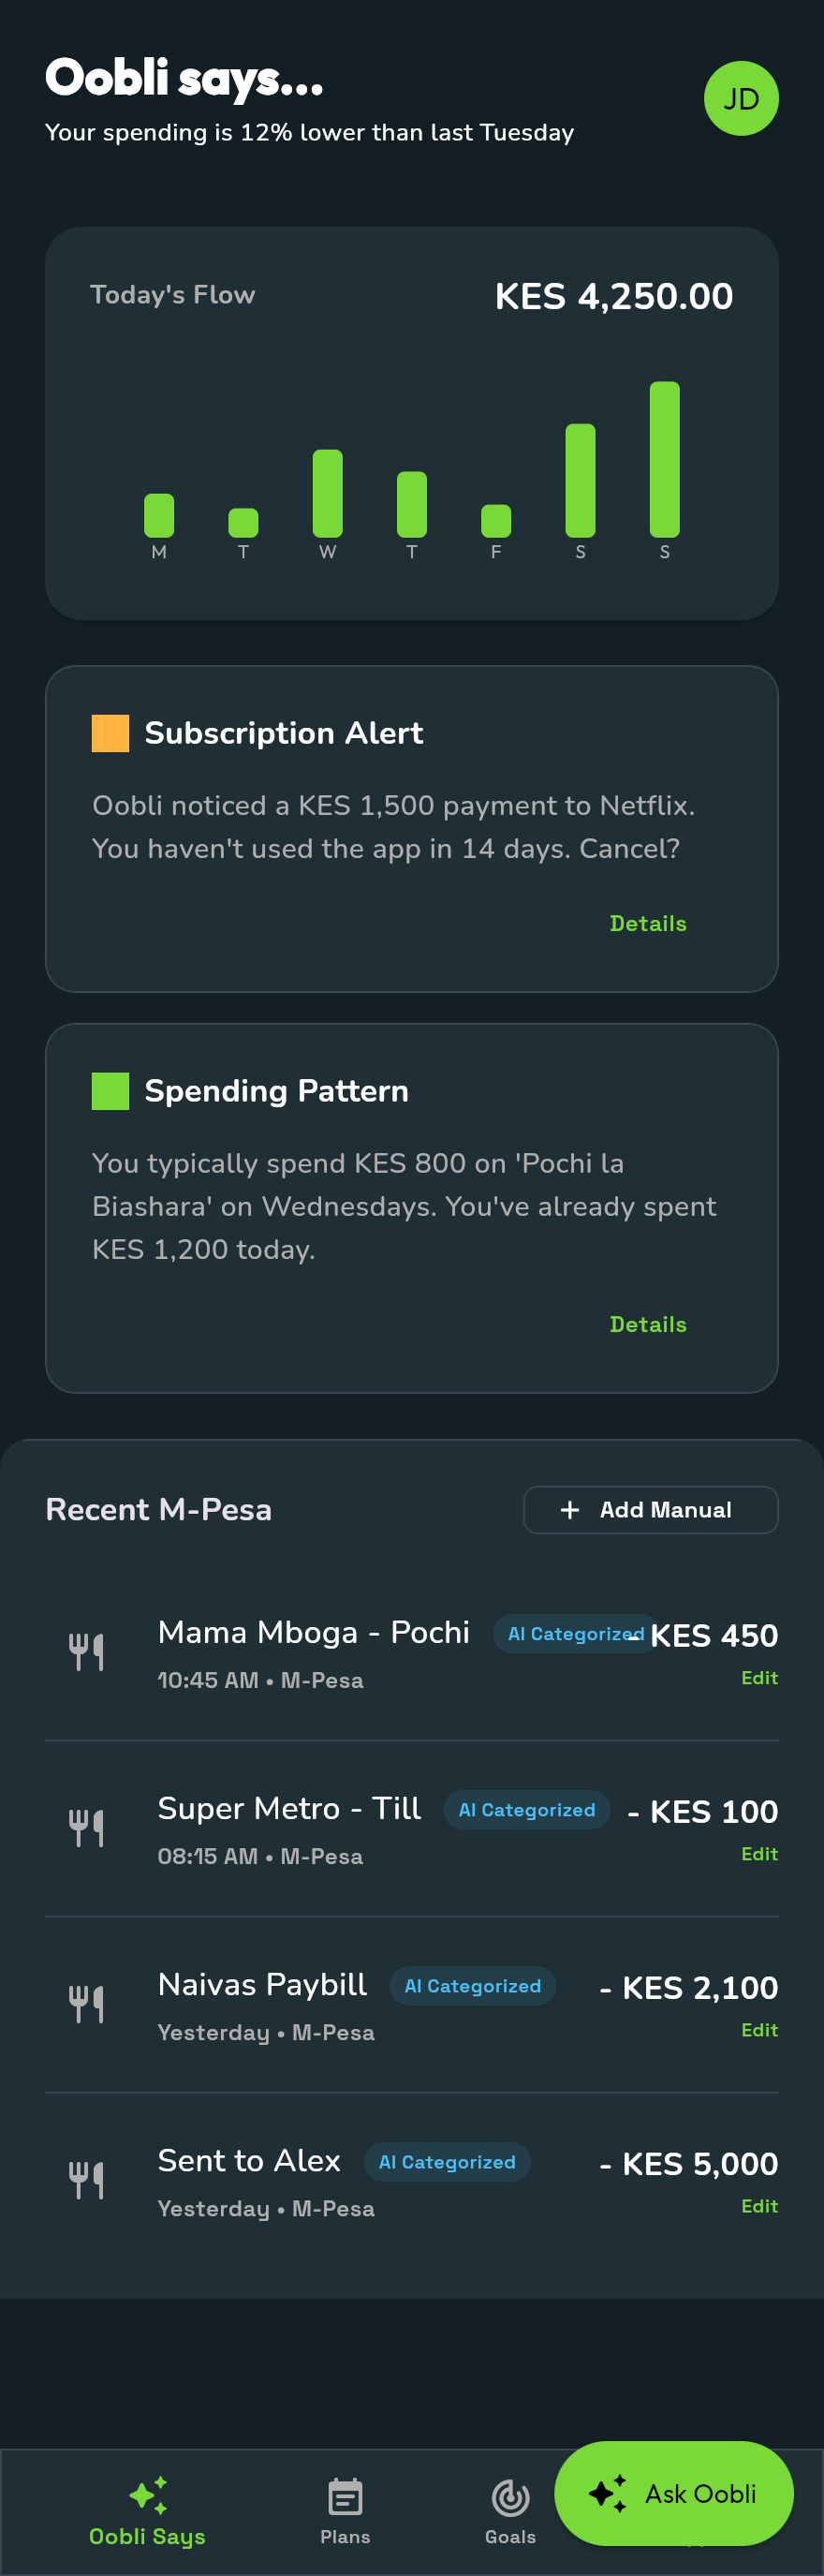 Oobli says...
Your spending is 12% lower than last Tuesday
JD
Today's Flow
KES 4,250.00
M T W T F S S
Subscription Alert
Oobli noticed a KES 1,500 payment to Netflix.
You haven't used the app in 14 days. Cancel?
Details
Spending Pattern
You typically spend KES 800 on 'Pochi la
Biashara' on Wednesdays. You've already spent
KES 1,200 today.
Details
Recent M-Pesa
+ Add Manual
Mama Mboga - Pochi AI Categorized - KES 450
10:45 AM • M-Pesa Edit
Super Metro - Till AI Categorized - KES 100
08:15 AM • M-Pesa Edit
Naivas Paybill AI Categorized - KES 2,100
Yesterday • M-Pesa Edit
Sent to Alex AI Categorized - KES 5,000
Yesterday • M-Pesa Edit
Ask Oobli
Oobli Says Plans Goals